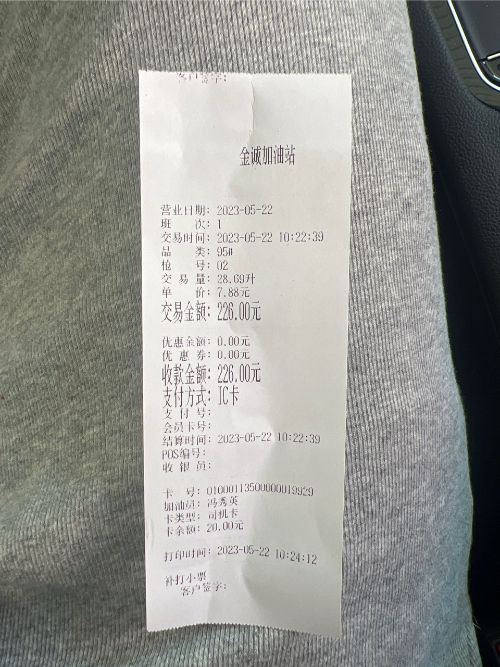 客户签字:
金诚加油站
营业日期: 2023-05-22
班 次: 1
交易时间: 2023-05-22 10:22:39
品 类: 95#
枪 号: 02
交 易 量: 28.69升
单 价: 7.88元
交易金额: 226.00元
优惠金额: 0.00元
优 惠 券: 0.00元
收款金额: 226.00元
支付方式: IC卡
支 付 号:
会员卡号:
结算时间: 2023-05-22 10:22:39
POS编号:
收 银 员:
卡 号: 0100011350000001​9929
加油员: 冯秀英
卡类型: 司机卡
卡余额: 20.00元
打印时间: 2023-05-22 10:24:12
补打小票
客户签字: